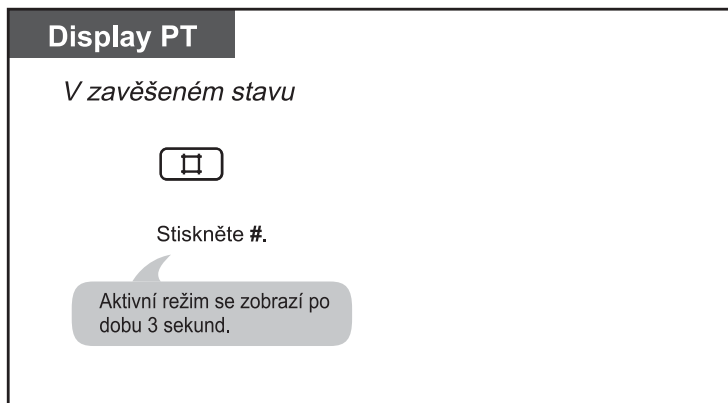 Display PT
V zavěšeném stavu
Stiskněte #.
Aktivní režim se zobrazí po
dobu 3 sekund.